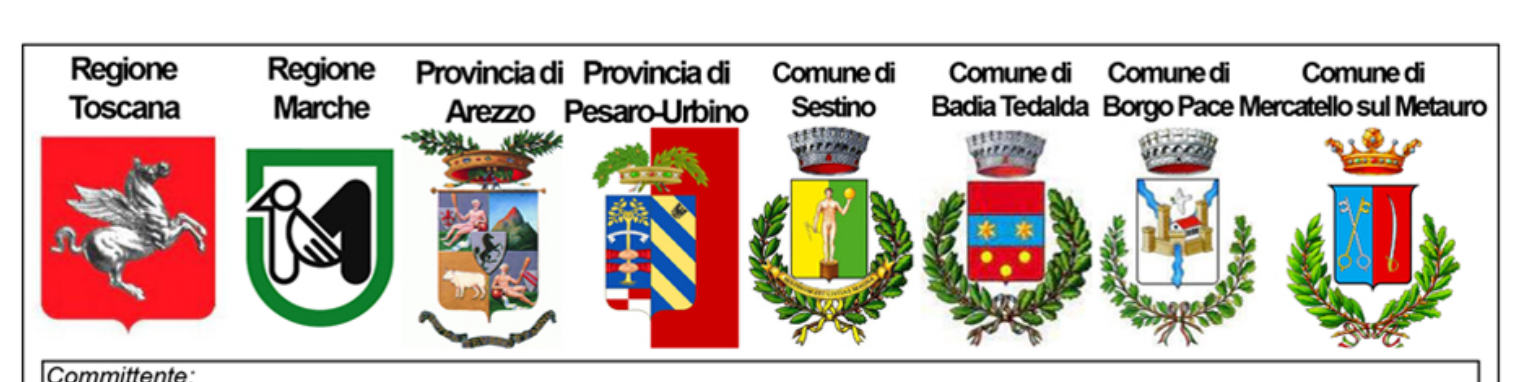 Regione
Toscana
Regione
Marche
Provincia di
Arezzo
Provincia di
Pesaro-Urbino
Comune di
Sestino
Comune di
Badia Tedalda
Comune di
Borgo Pace
Comune di
Mercatello sul Metauro
Committente: